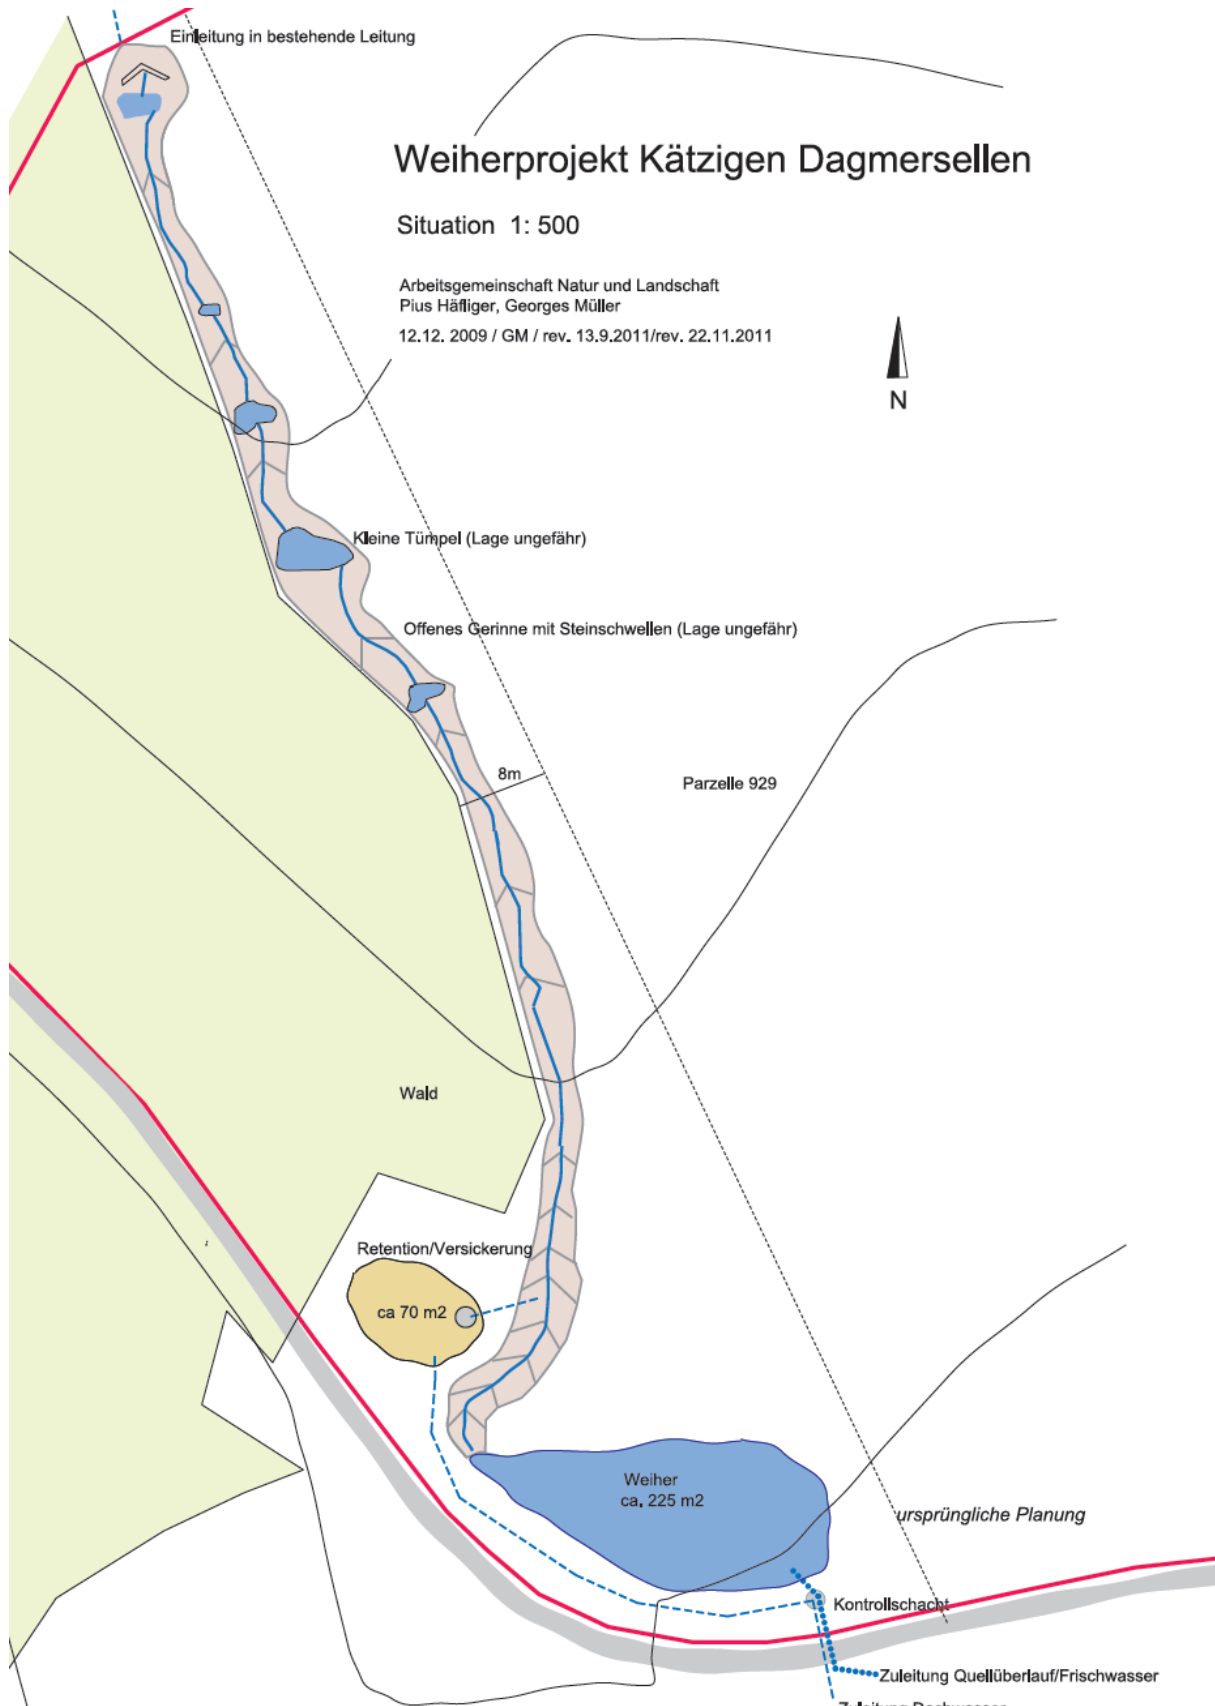 Einleitung in bestehende Leitung
Weiherprojekt Kätzigen Dagmersellen
Situation 1: 500
Arbeitsgemeinschaft Natur und Landschaft
Pius Häfliger, Georges Müller
12.12. 2009 / GM / rev. 13.9.2011/rev. 22.11.2011
N
Kleine Tümpel (Lage ungefähr)
Offenes Gerinne mit Steinschwellen (Lage ungefähr)
8m
Parzelle 929
Wald
Retention/Versickerung
ca 70 m2
Weiher
ca. 225 m2
ursprüngliche Planung
Kontrollschacht
Zuleitung Quellüberlauf/Frischwasser
Zuleitung Dachwasser